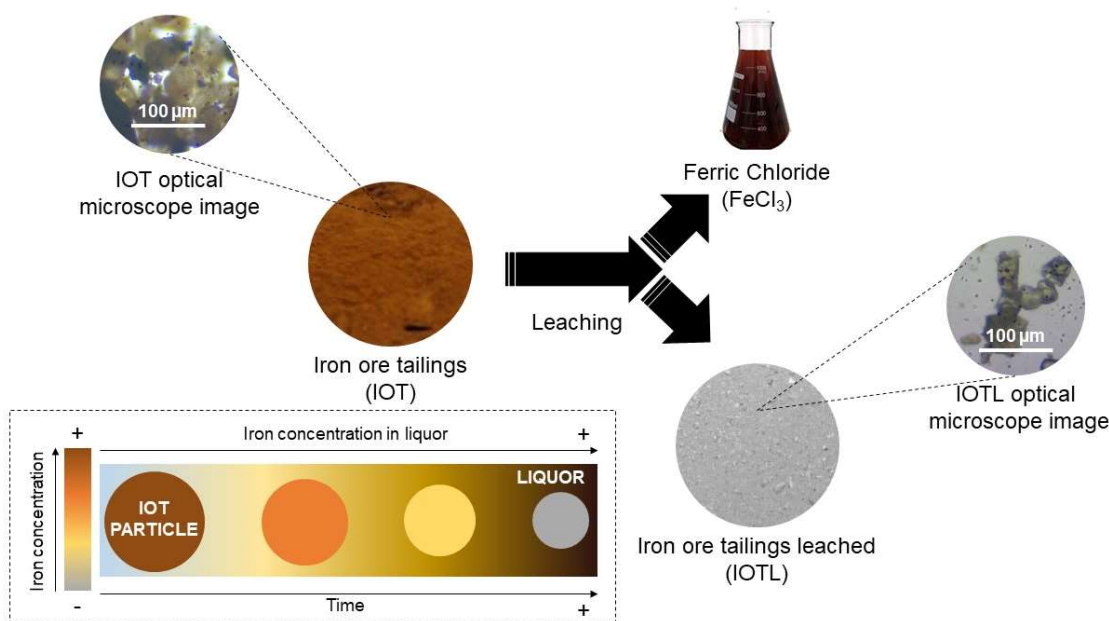 100 µm
IOT optical
microscope image
Iron ore tailings
(IOT)
Leaching
Ferric Chloride
(FeCl₃)
100 µm
IOTL optical
microscope image
Iron ore tailings leached
(IOTL)
+
Iron concentration in liquor
+
Iron concentration
IOT
PARTICLE
LIQUOR
-
Time
+